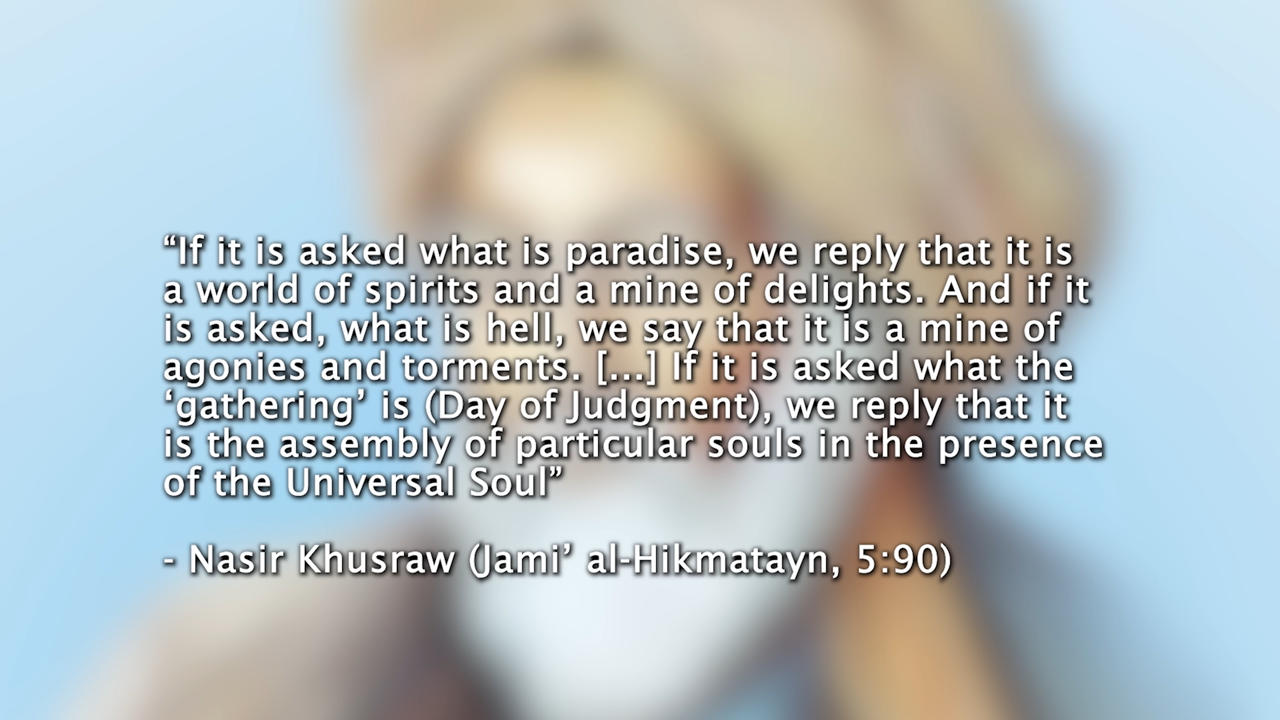 “If it is asked what is paradise, we reply that it is
a world of spirits and a mine of delights. And if it
is asked, what is hell, we say that it is a mine of
agonies and torments. [...] If it is asked what the
‘gathering’ is (Day of Judgment), we reply that it
is the assembly of particular souls in the presence
of the Universal Soul”
- Nasir Khusraw (Jami’ al-Hikmatayn, 5:90)